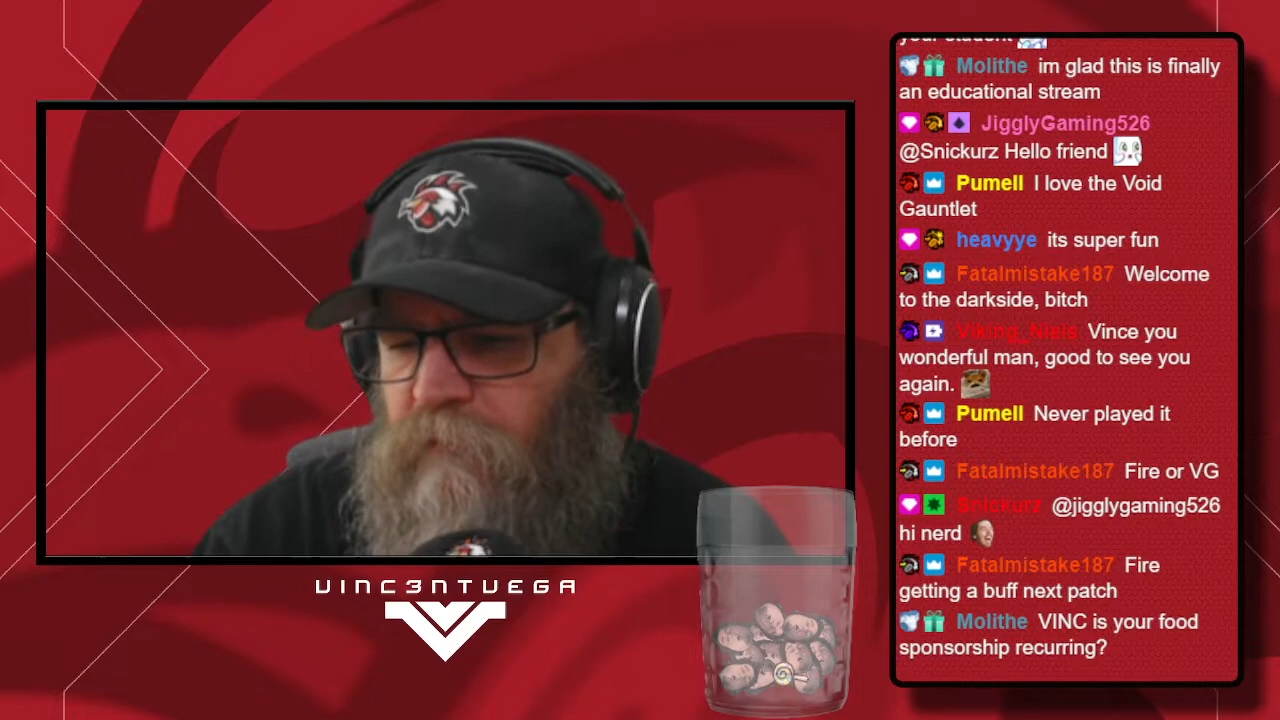 VINC3NTVEGA
Molithe im glad this is finally
an educational stream
JigglyGaming526
@Snickurz Hello friend
Pumell I love the Void
Gauntlet
heavyye its super fun
Fatalmistake187 Welcome
to the darkside, bitch
Viking_Niels Vince you
wonderful man, good to see you
again.
Pumell Never played it
before
Fatalmistake187 Fire or VG
Snickurz @jigglygaming526
hi nerd
Fatalmistake187 Fire
getting a buff next patch
Molithe VINC is your food
sponsorship recurring?